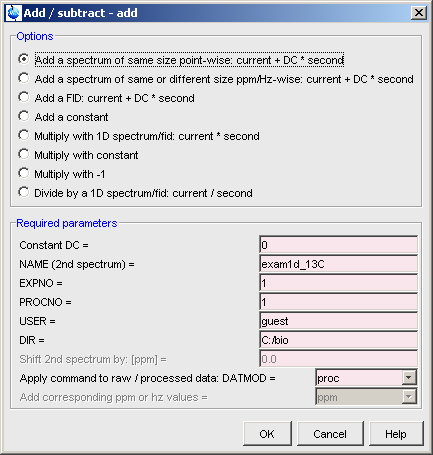 Add / subtract - add
Options
Add a spectrum of same size point-wise: current + DC * second
Add a spectrum of same or different size ppm/Hz-wise: current + DC * second
Add a FID: current + DC * second
Add a constant
Multiply with 1D spectrum/fid: current * second
Multiply with constant
Multiply with -1
Divide by a 1D spectrum/fid: current / second
Required parameters
Constant DC = 0
NAME (2nd spectrum) = exam1d_13C
EXPNO = 1
PROCNO = 1
USER = guest
DIR = C:/bio
Shift 2nd spectrum by: [ppm] = 0.0
Apply command to raw / processed data: DATMOD = proc
Add corresponding ppm or hz values = ppm
OK Cancel Help